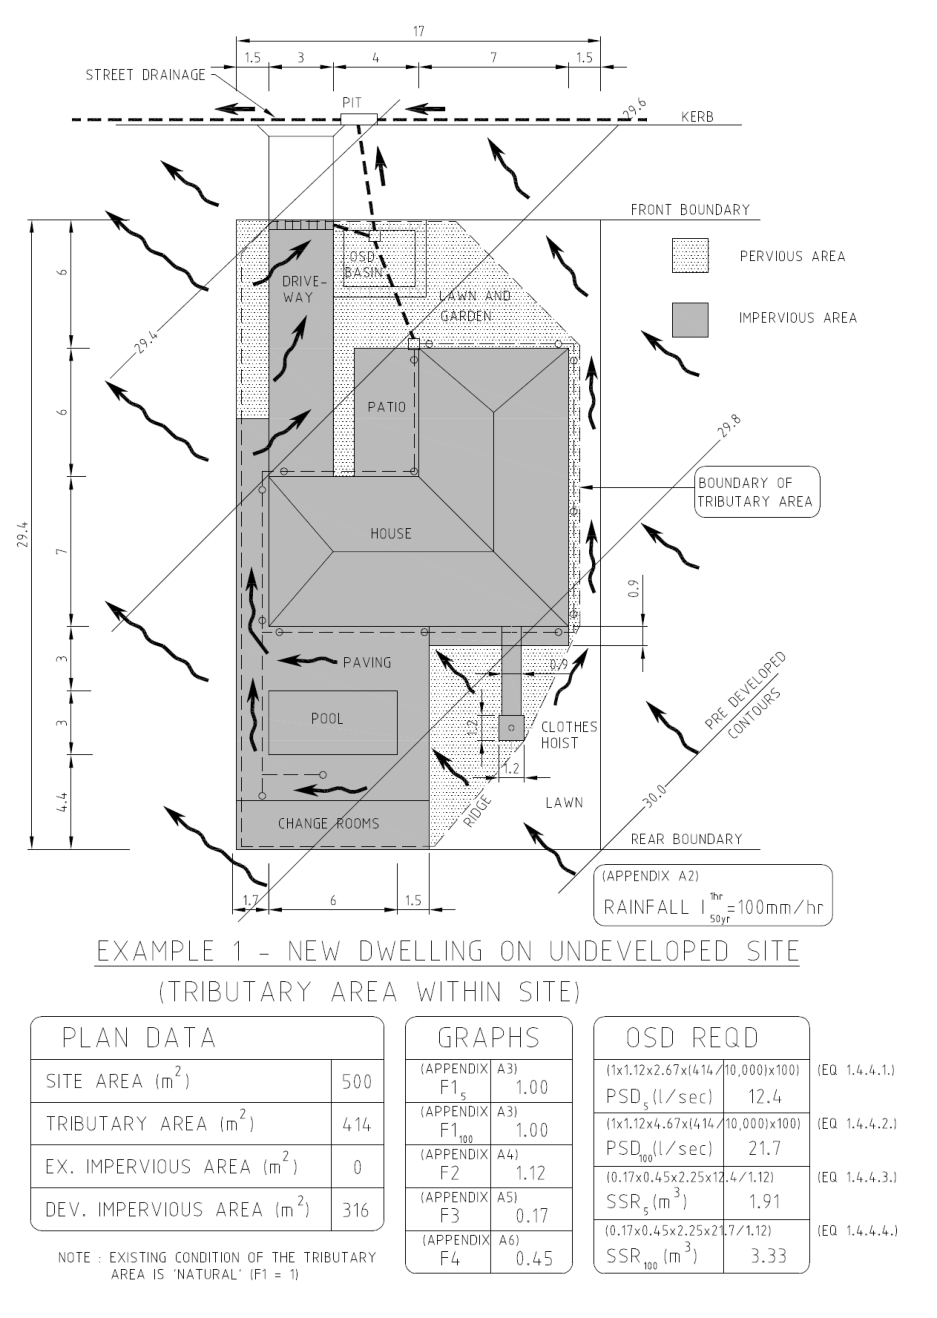 17
1.5 3 4 7 1.5
STREET DRAINAGE
PIT
29.6
KERB
FRONT BOUNDARY
PERVIOUS AREA
IMPERVIOUS AREA
OSD
BASIN
DRIVE-
WAY
LAWN AND
GARDEN
6
29.4
6
PATIO
29.8
BOUNDARY OF
TRIBUTARY AREA
29.4
HOUSE
7
0.9
3
PAVING
0.9
PRE DEVELOPED
CONTOURS
3
POOL
1.2
CLOTHES
HOIST
1.2
30.0
4.4
RIDGE
LAWN
CHANGE ROOMS
REAR BOUNDARY
1.7 6 1.5
(APPENDIX A2)
RAINFALL I 1hr 50yr =100mm/hr
EXAMPLE 1 - NEW DWELLING ON UNDEVELOPED SITE
(TRIBUTARY AREA WITHIN SITE)
PLAN DATA
SITE AREA (m2) 500
TRIBUTARY AREA (m2) 414
EX. IMPERVIOUS AREA (m2) 0
DEV. IMPERVIOUS AREA (m2) 316
NOTE : EXISTING CONDITION OF THE TRIBUTARY
AREA IS 'NATURAL' (F1 = 1)
GRAPHS
(APPENDIX A3)
F1 5 1.00
(APPENDIX A3)
F1 100 1.00
(APPENDIX A4)
F2 1.12
(APPENDIX A5)
F3 0.17
(APPENDIX A6)
F4 0.45
OSD REQD
(1x1.12x2.67x(414/10,000)x100) (EQ 1.4.4.1.)
PSD5(l/sec) 12.4
(1x1.12x4.67x(414/10,000)x100) (EQ 1.4.4.2.)
PSD100(l/sec) 21.7
(0.17x0.45x2.25x12.4/1.12) (EQ 1.4.4.3.)
SSR5(m3) 1.91
(0.17x0.45x2.25x21.7/1.12) (EQ 1.4.4.4.)
SSR100(m3) 3.33